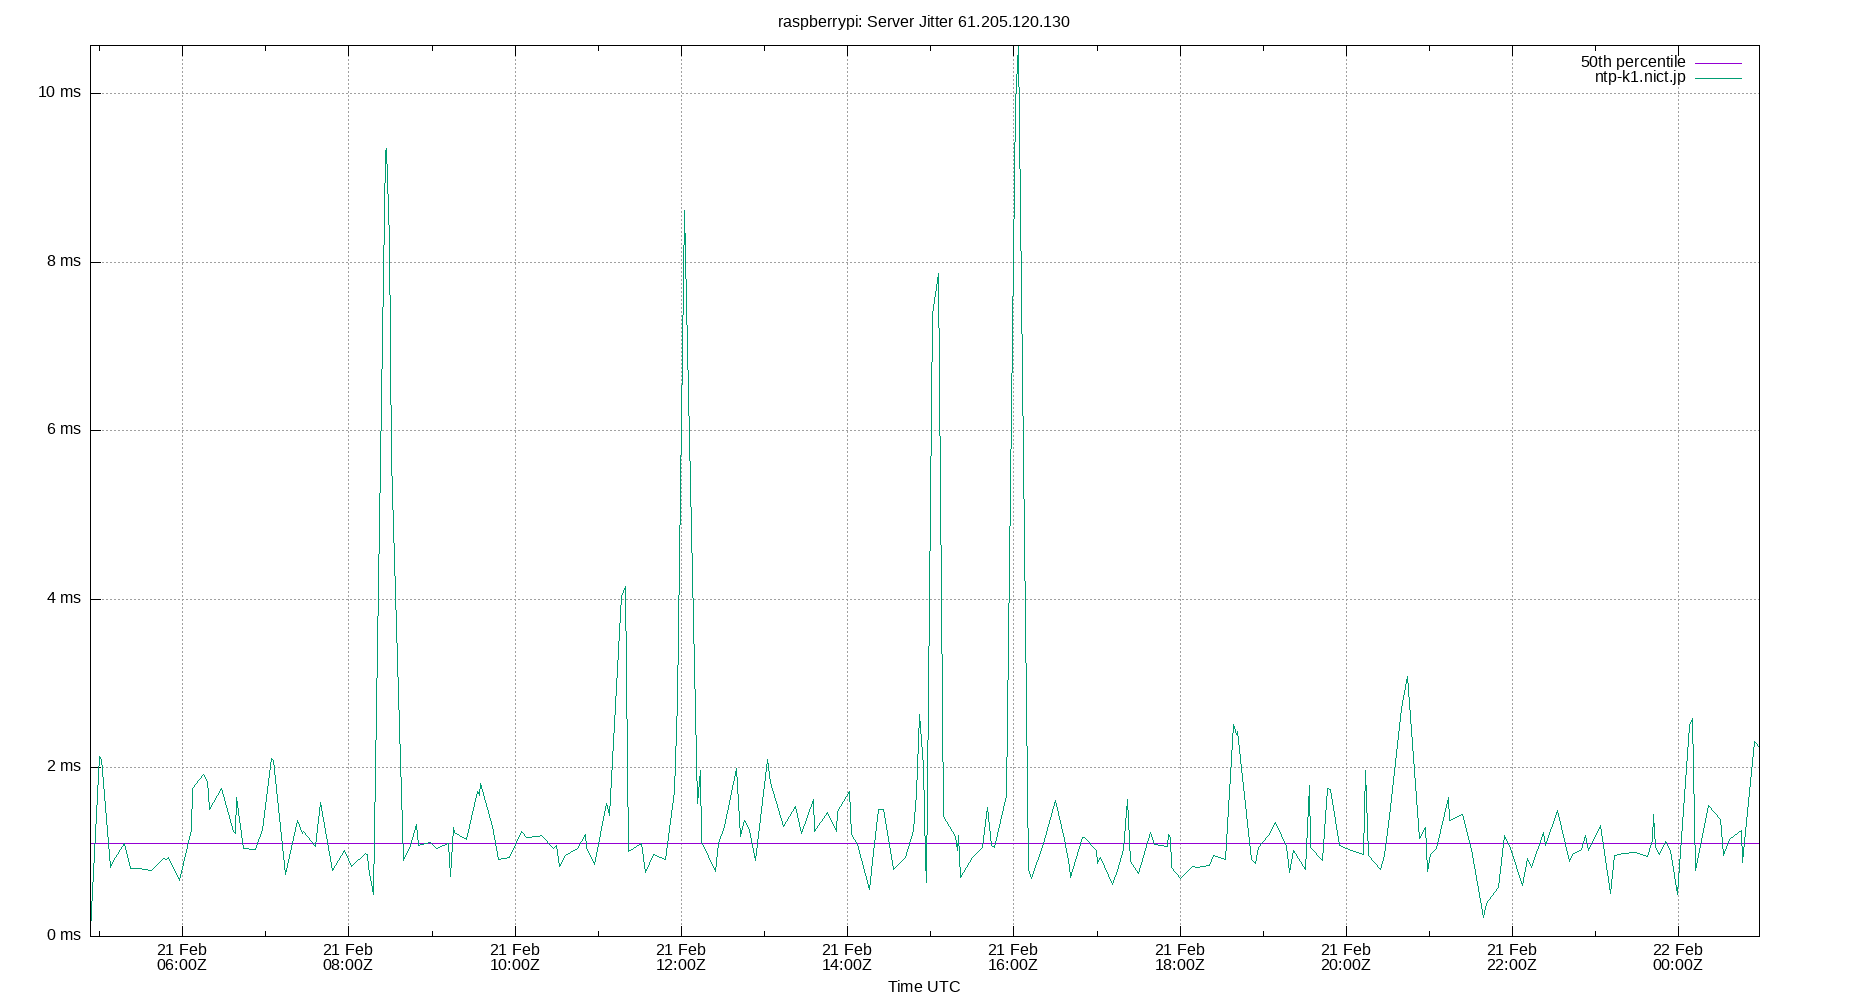 raspberrypi: Server Jitter 61.205.120.130
50th percentile
ntp-k1.nict.jp
10 ms
8 ms
6 ms
4 ms
2 ms
0 ms
21 Feb 21 Feb 21 Feb 21 Feb 21 Feb 21 Feb 21 Feb 21 Feb 21 Feb 22 Feb
06:00Z 08:00Z 10:00Z 12:00Z 14:00Z 16:00Z 18:00Z 20:00Z 22:00Z 00:00Z
Time UTC